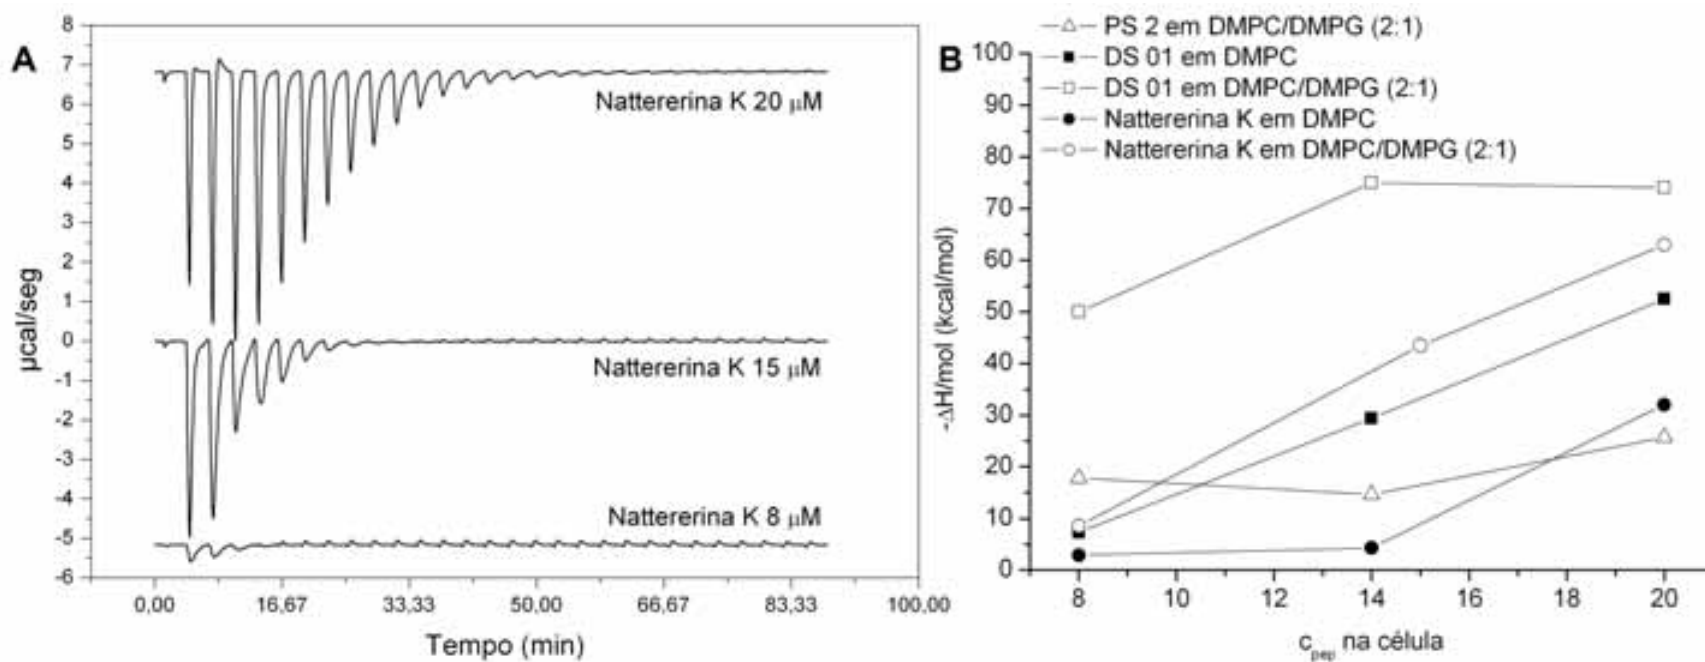 A
8
7
6
5
4
3
2
1
0
-1
-2
-3
-4
-5
-6
µcal/seg
Nattererina K 20 µM
Nattererina K 15 µM
Nattererina K 8 µM
0,00 16,67 33,33 50,00 66,67 83,33 100,00
Tempo (min)
B
PS 2 em DMPC/DMPG (2:1)
DS 01 em DMPC
DS 01 em DMPC/DMPG (2:1)
Nattererina K em DMPC
Nattererina K em DMPC/DMPG (2:1)
100
90
80
70
60
50
40
30
20
10
0
-ΔH/mol (kcal/mol)
8 10 12 14 16 18 20
c_pep na célula